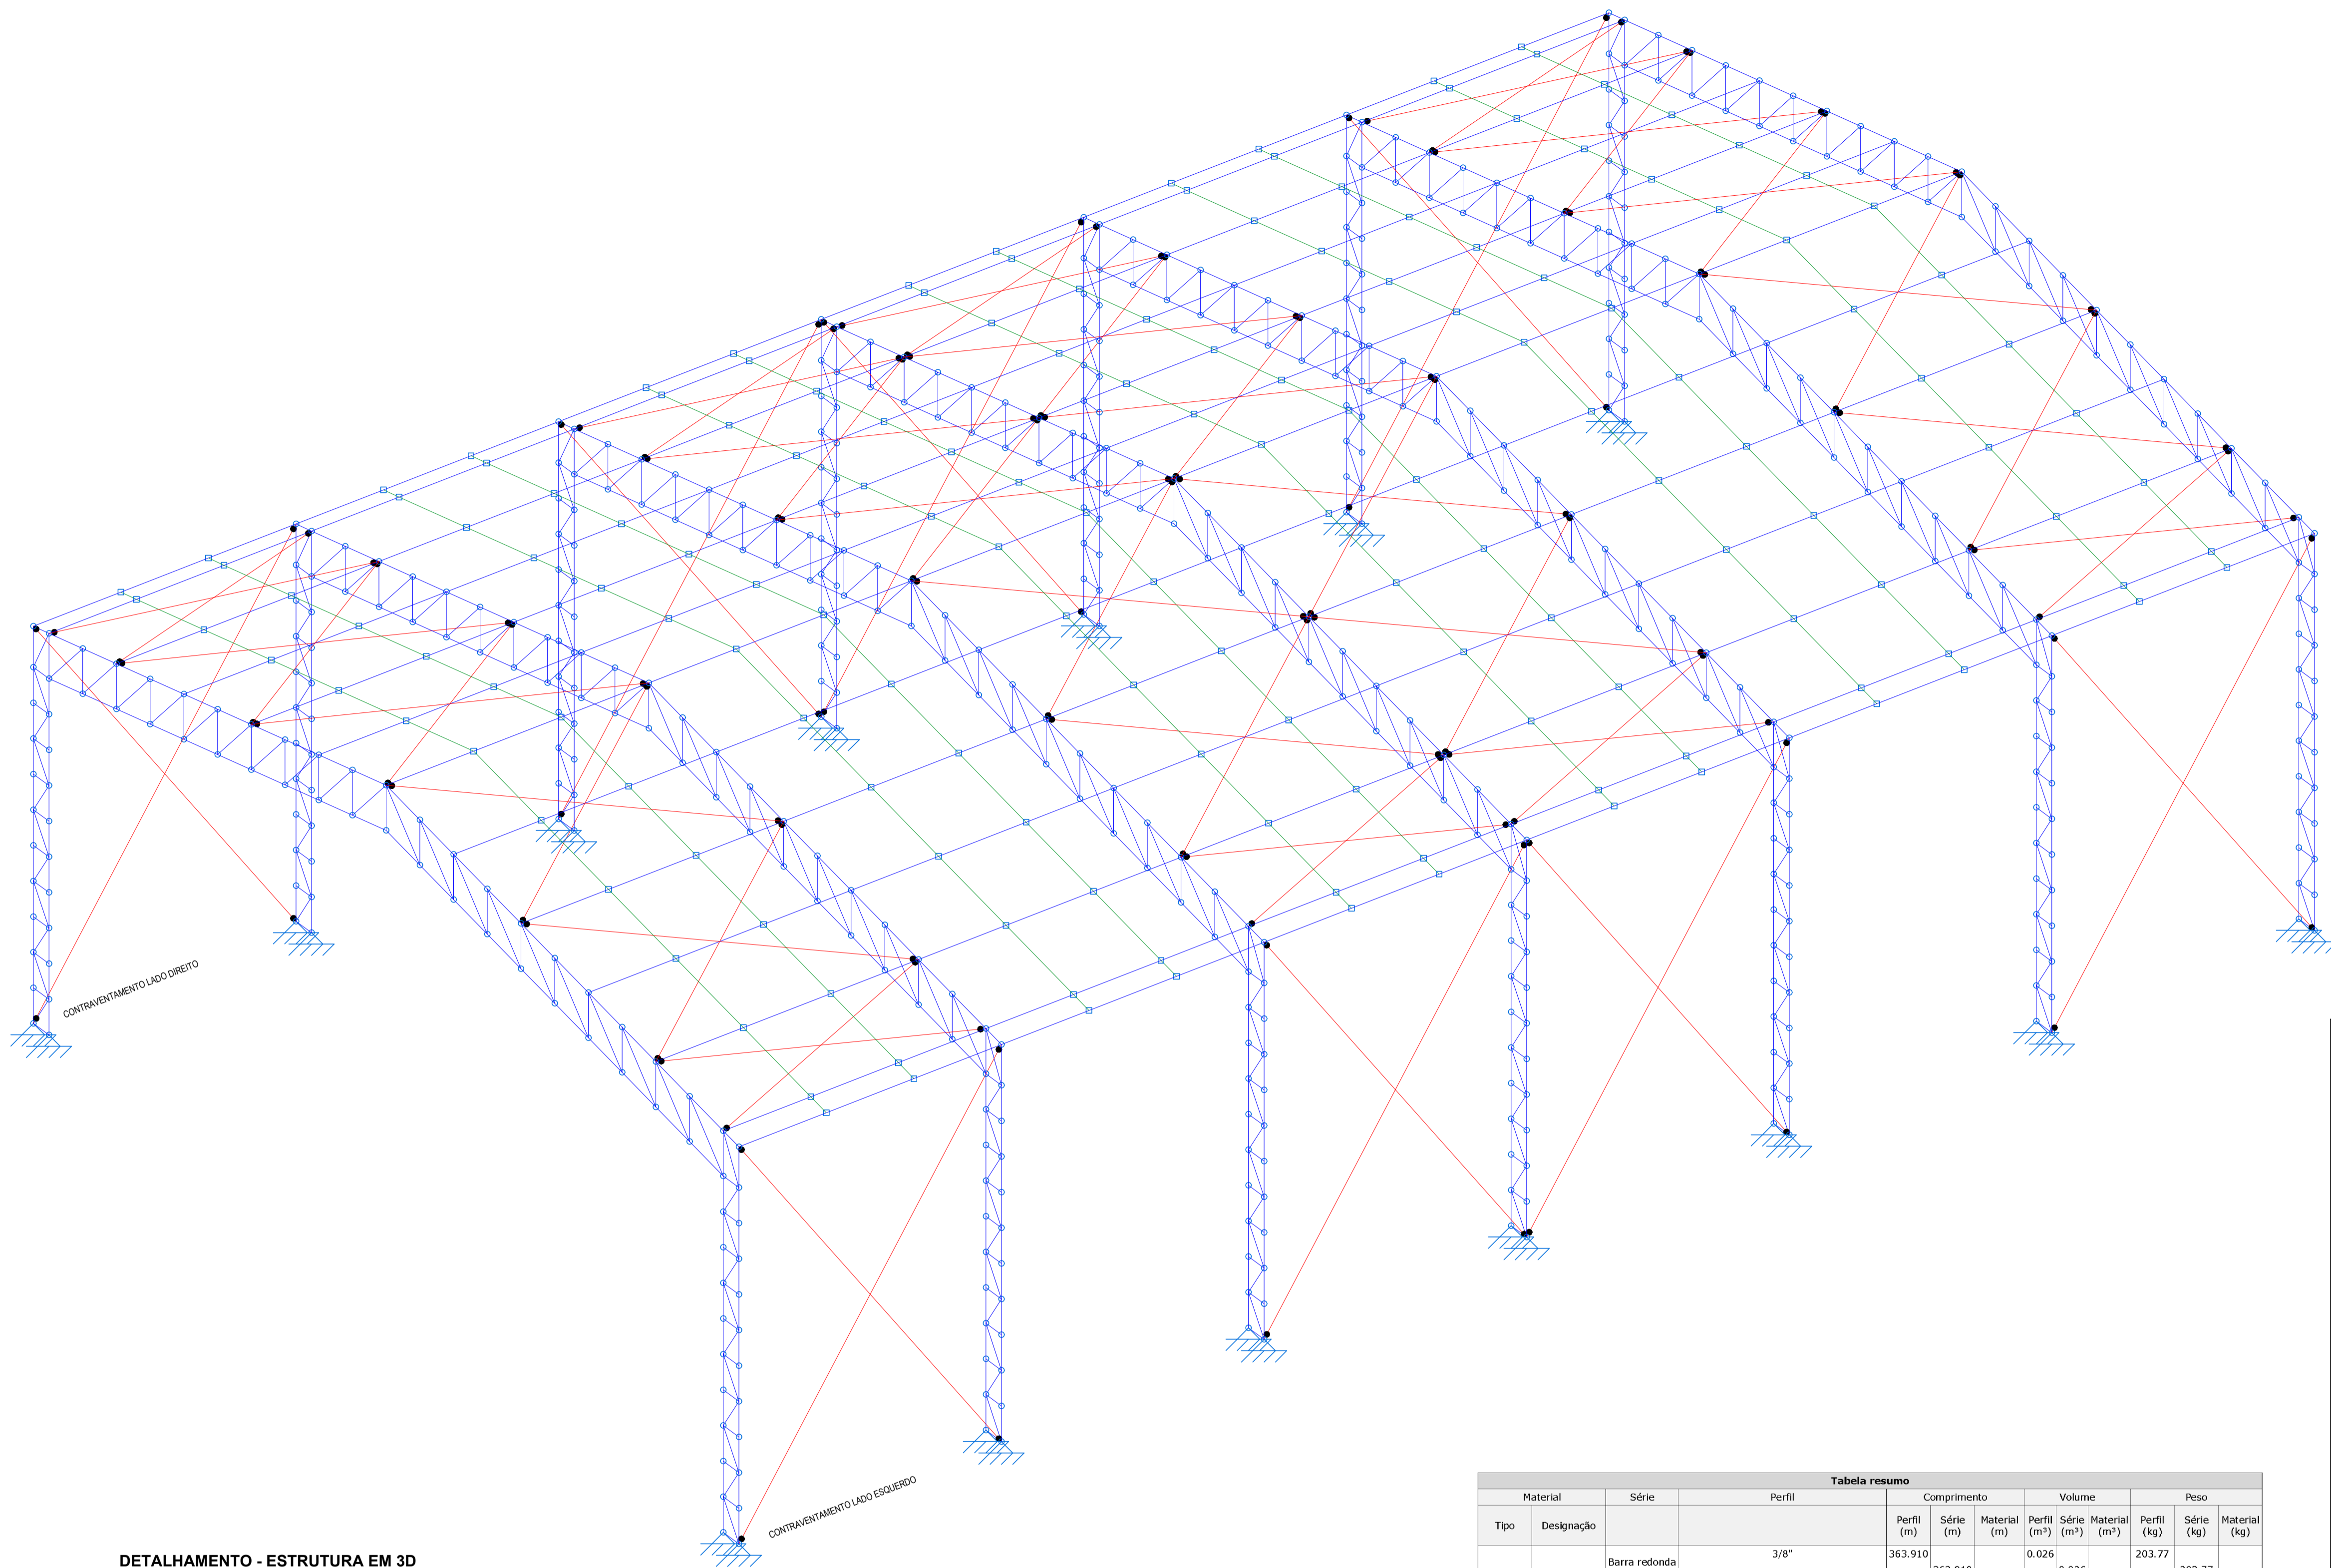 CONTRAVENTAMENTO LADO DIREITO
CONTRAVENTAMENTO LADO ESQUERDO
DETALHAMENTO - ESTRUTURA EM 3D
Tabela resumo
Material Série Perfil Comprimento Volume Peso
Tipo Designação Perfil (m) Série (m) Material (m) Perfil (m³) Série (m³) Material (m³) Perfil (kg) Série (kg) Material (kg)
3/8" 363.910 0.026 203.77
Barra redonda